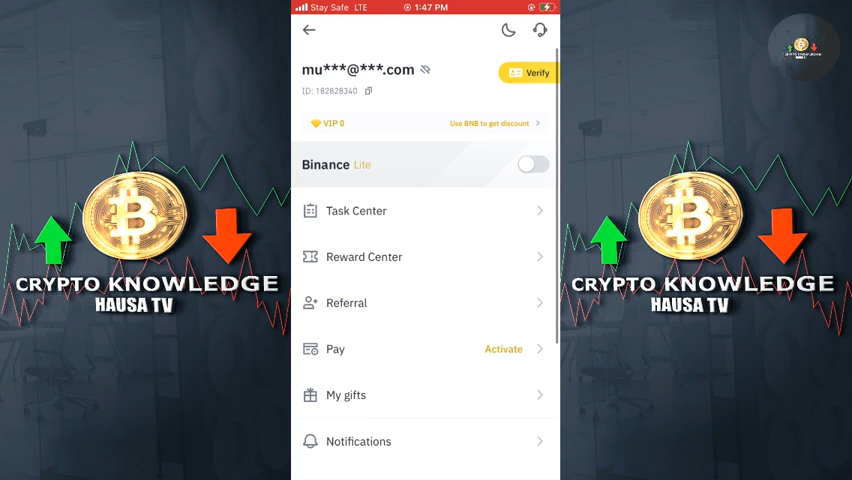 Stay Safe LTE
1:47 PM
mu***@***.com
Verify
ID: 182828340
VIP 0
Use BNB to get discount
Binance Lite
Task Center
Reward Center
Referral
Pay
Activate
My gifts
Notifications
CRYPTO KNOWLEDGE
HAUSA TV
CRYPTO KNOWLEDGE
HAUSA TV